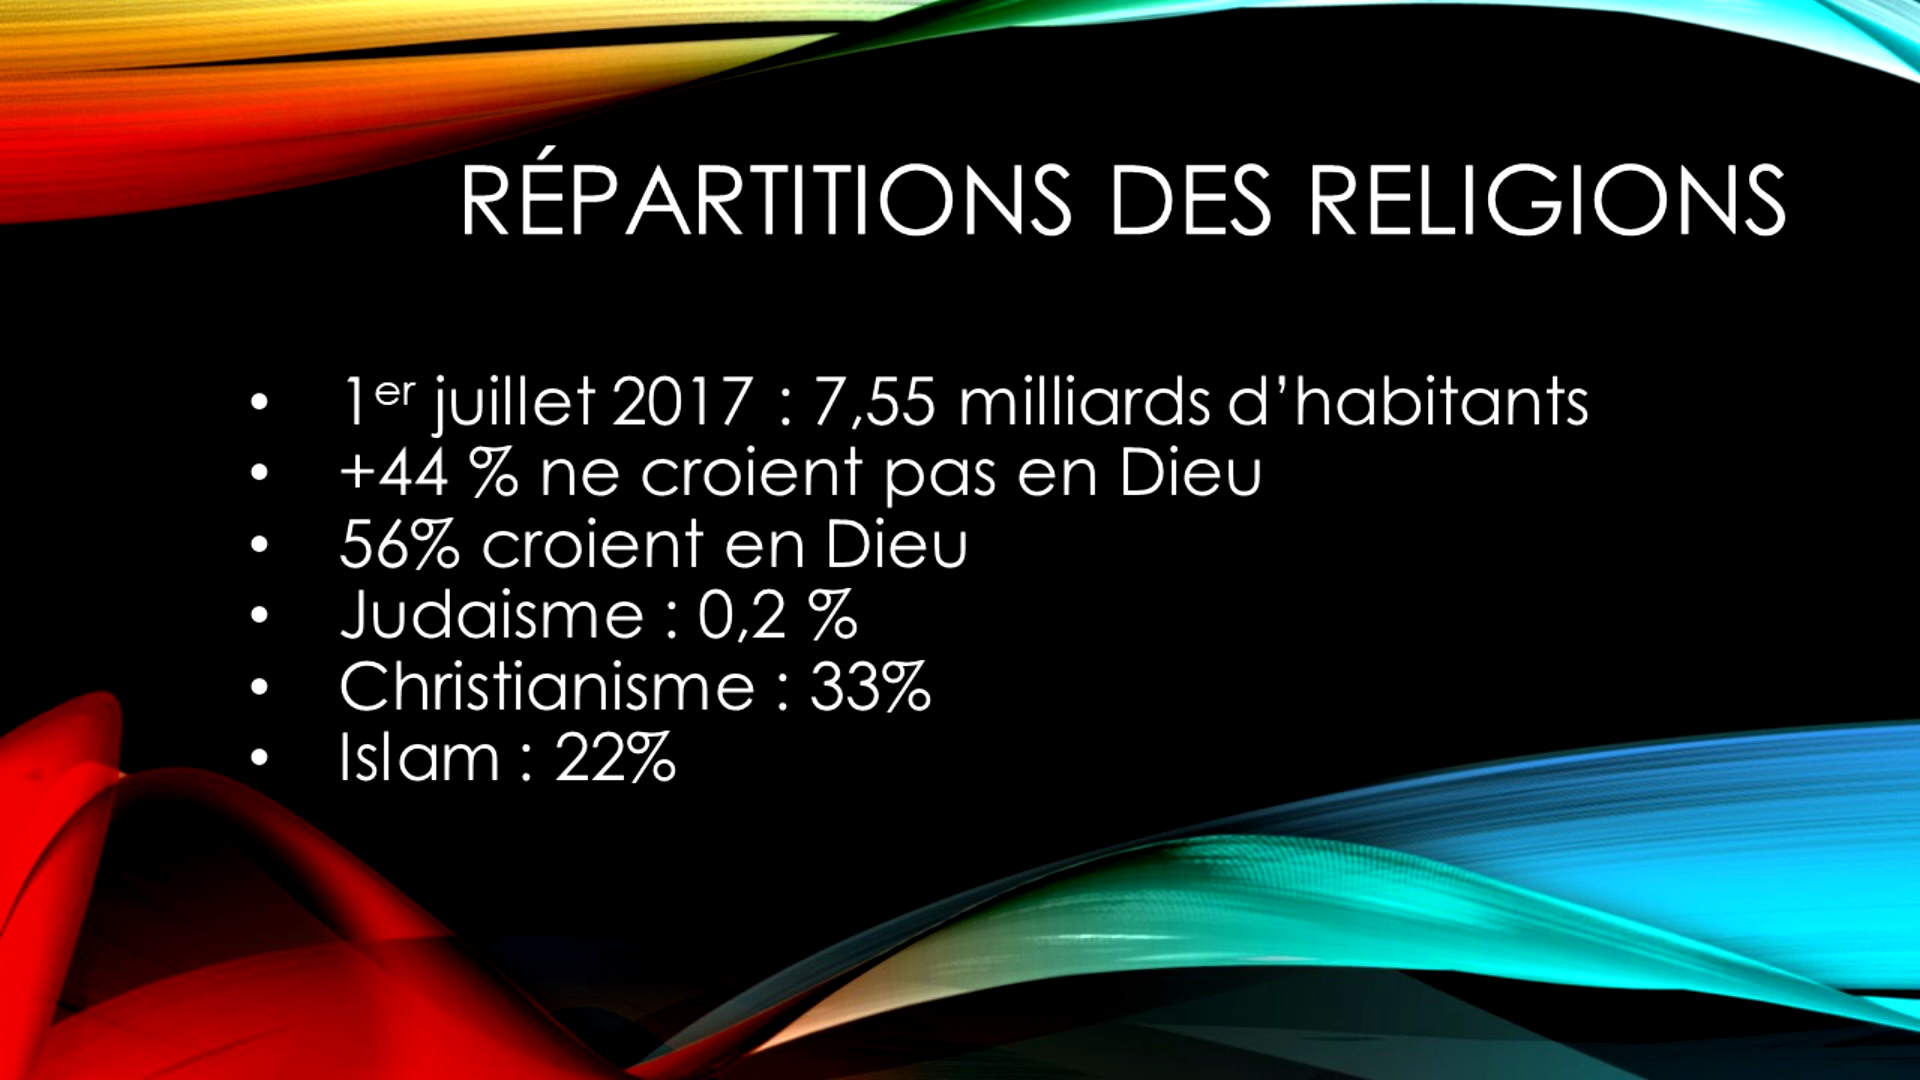 RÉPARTITIONS DES RELIGIONS
• 1er juillet 2017 : 7,55 milliards d’habitants
• +44 % ne croient pas en Dieu
• 56% croient en Dieu
• Judaisme : 0,2 %
• Christianisme : 33%
• Islam : 22%